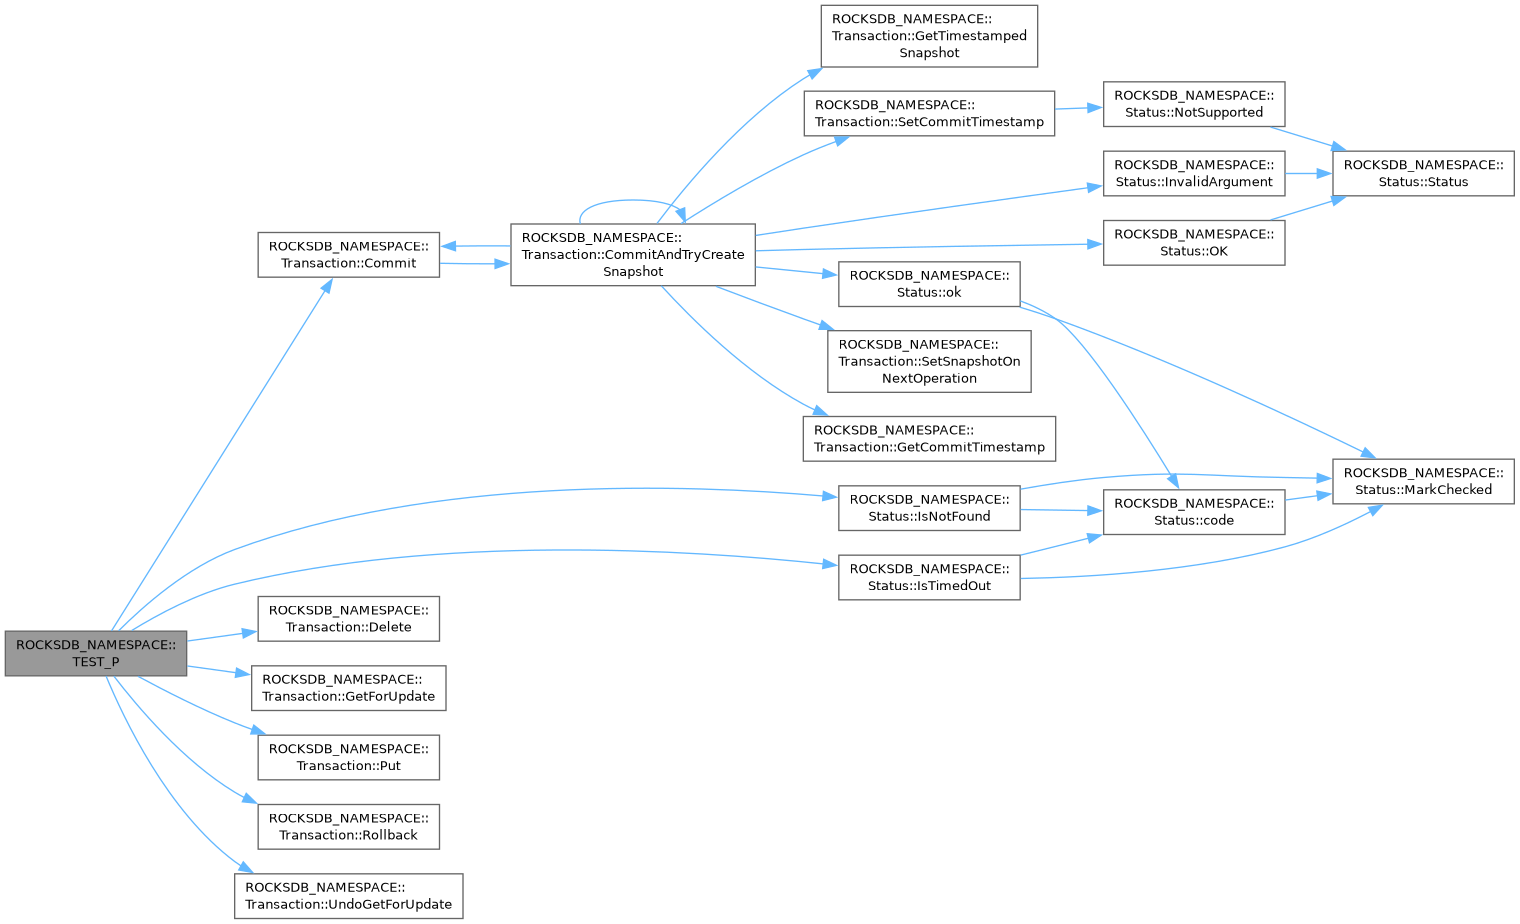 ROCKSDB_NAMESPACE::
Transaction::GetTimestamped
Snapshot
ROCKSDB_NAMESPACE::
Transaction::SetCommitTimestamp
ROCKSDB_NAMESPACE::
Status::NotSupported
ROCKSDB_NAMESPACE::
Status::InvalidArgument
ROCKSDB_NAMESPACE::
Status::Status
ROCKSDB_NAMESPACE::
Transaction::Commit
ROCKSDB_NAMESPACE::
Transaction::CommitAndTryCreate
Snapshot
ROCKSDB_NAMESPACE::
Status::OK
ROCKSDB_NAMESPACE::
Status::ok
ROCKSDB_NAMESPACE::
Transaction::SetSnapshotOn
NextOperation
ROCKSDB_NAMESPACE::
Transaction::GetCommitTimestamp
ROCKSDB_NAMESPACE::
Status::IsNotFound
ROCKSDB_NAMESPACE::
Status::code
ROCKSDB_NAMESPACE::
Status::MarkChecked
ROCKSDB_NAMESPACE::
Status::IsTimedOut
ROCKSDB_NAMESPACE::
TEST_P
ROCKSDB_NAMESPACE::
Transaction::Delete
ROCKSDB_NAMESPACE::
Transaction::GetForUpdate
ROCKSDB_NAMESPACE::
Transaction::Put
ROCKSDB_NAMESPACE::
Transaction::Rollback
ROCKSDB_NAMESPACE::
Transaction::UndoGetForUpdate